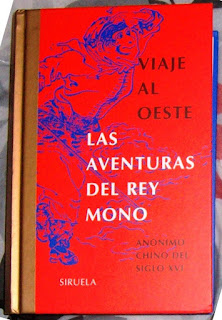 VIAJE
AL
OESTE
LAS
AVENTURAS
DEL REY
MONO
ANÓNIMO
CHINO DEL
SIGLO XVI
SIRUELA